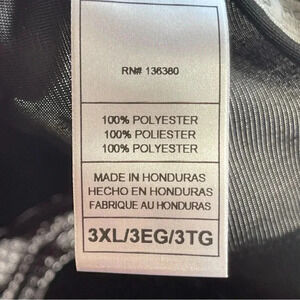 RN# 136380
100% POLYESTER
100% POLIESTER
100% POLYESTER
MADE IN HONDURAS
HECHO EN HONDURAS
FABRIQUE AU HONDURAS
3XL/3EG/3TG